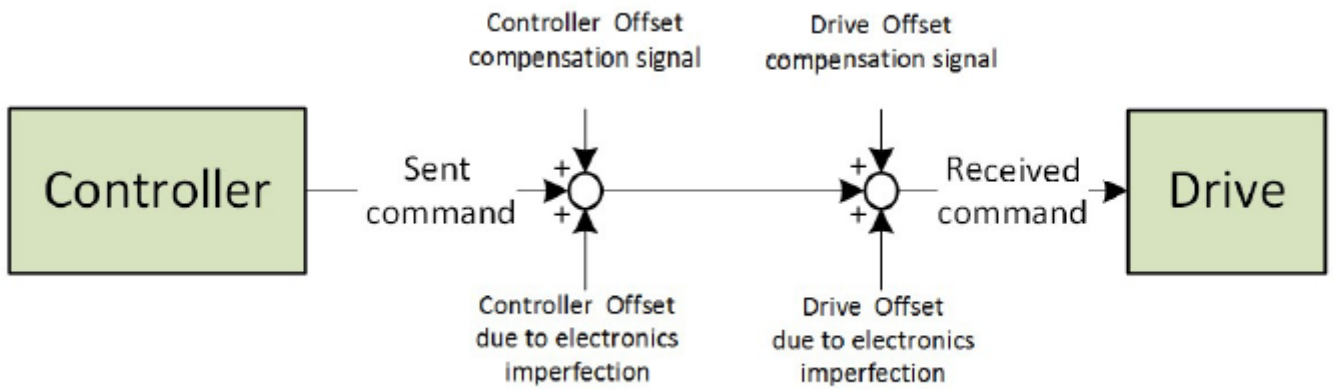 Controller Offset
compensation signal
Drive Offset
compensation signal
Controller
Sent
command
+
+
+
+
Received
command
Drive
Controller Offset
due to electronics
imperfection
Drive Offset
due to electronics
imperfection